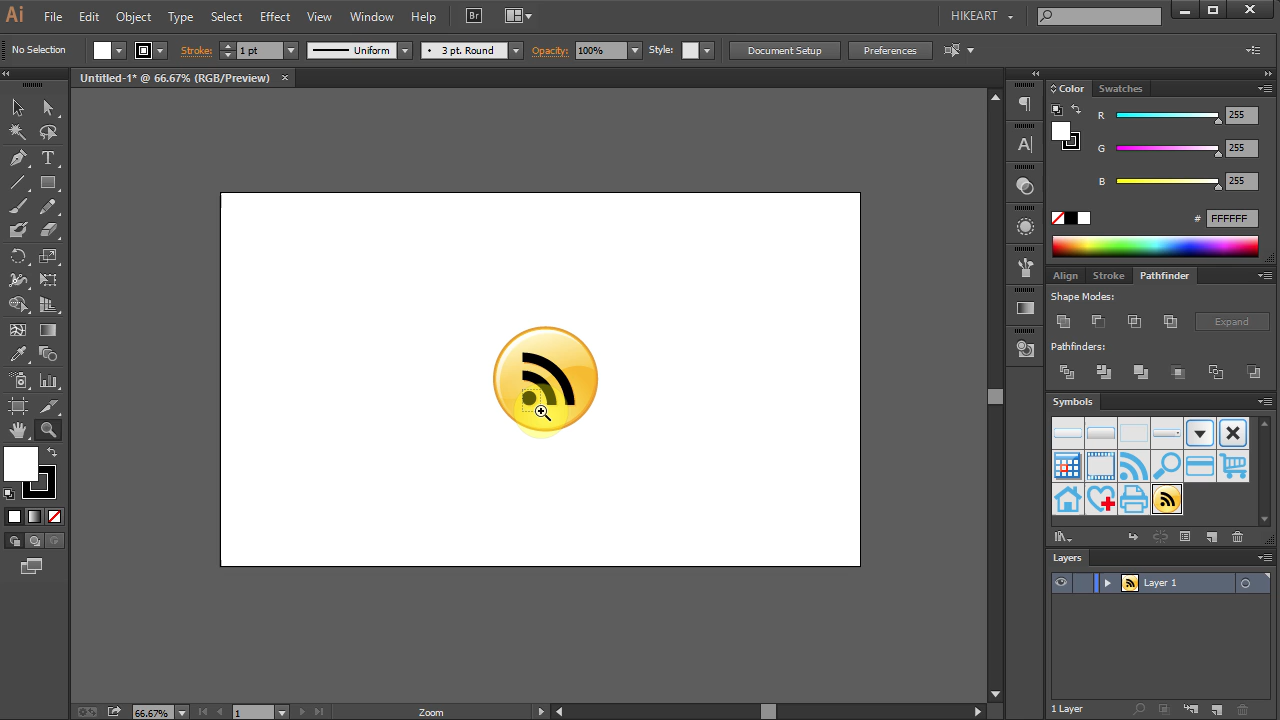 Ai File Edit Object Type Select Effect View Window Help Br HIKEART
No Selection Stroke: 1 pt Uniform 3 pt. Round Opacity: 100% Style: Document Setup Preferences
Untitled-1* @ 66.67% (RGB/Preview)
Color Swatches
R 255
G 255
B 255
# FFFFFF
Align Stroke Pathfinder
Shape Modes:
Expand
Pathfinders:
Symbols
Layers
Layer 1
1 Layer
66.67% 1 Zoom